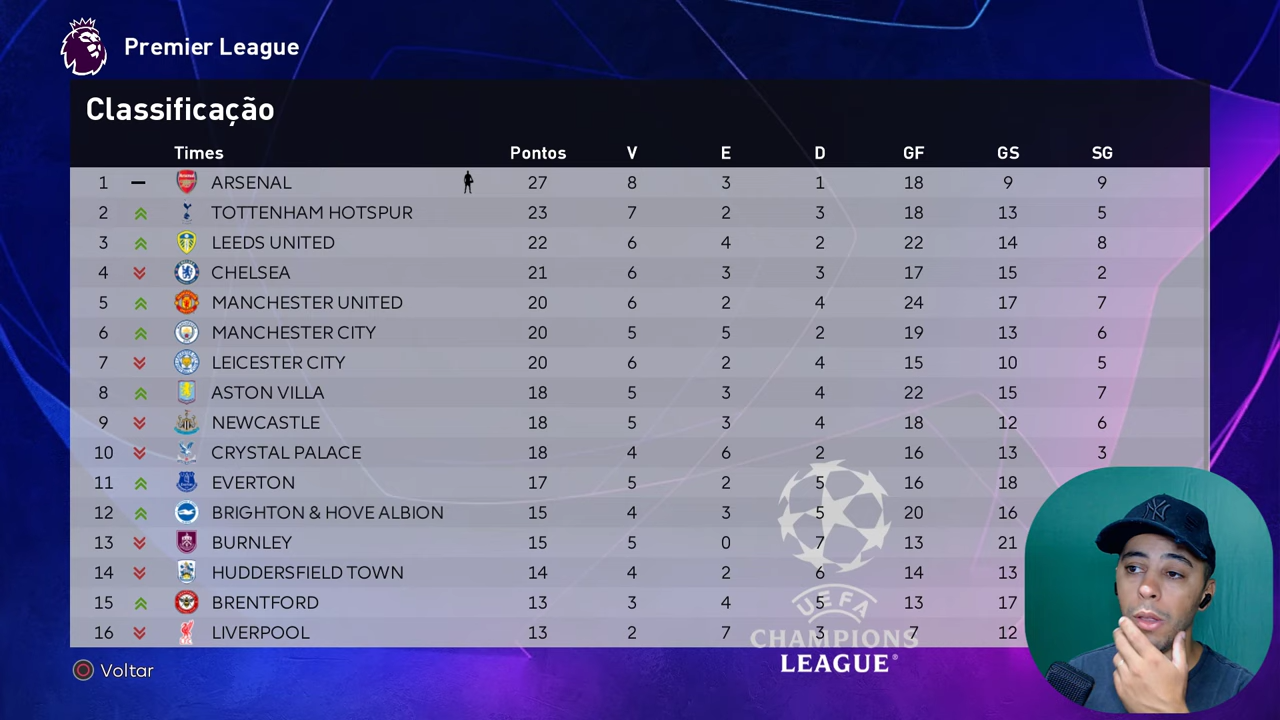 Premier League
Classificação
Times Pontos V E D GF GS SG
1 ARSENAL 27 8 3 1 18 9 9
2 TOTTENHAM HOTSPUR 23 7 2 3 18 13 5
3 LEEDS UNITED 22 6 4 2 22 14 8
4 CHELSEA 21 6 3 3 17 15 2
5 MANCHESTER UNITED 20 6 2 4 24 17 7
6 MANCHESTER CITY 20 5 5 2 19 13 6
7 LEICESTER CITY 20 6 2 4 15 10 5
8 ASTON VILLA 18 5 3 4 22 15 7
9 NEWCASTLE 18 5 3 4 18 12 6
10 CRYSTAL PALACE 18 4 6 2 16 13 3
11 EVERTON 17 5 2 5 16 18
12 BRIGHTON & HOVE ALBION 15 4 3 5 20 16
13 BURNLEY 15 5 0 7 13 21
14 HUDDERSFIELD TOWN 14 4 2 6 14 13
15 BRENTFORD 13 3 4 5 13 17
16 LIVERPOOL 13 2 7 3 7 12
UEFA
CHAMPIONS
LEAGUE®
Voltar